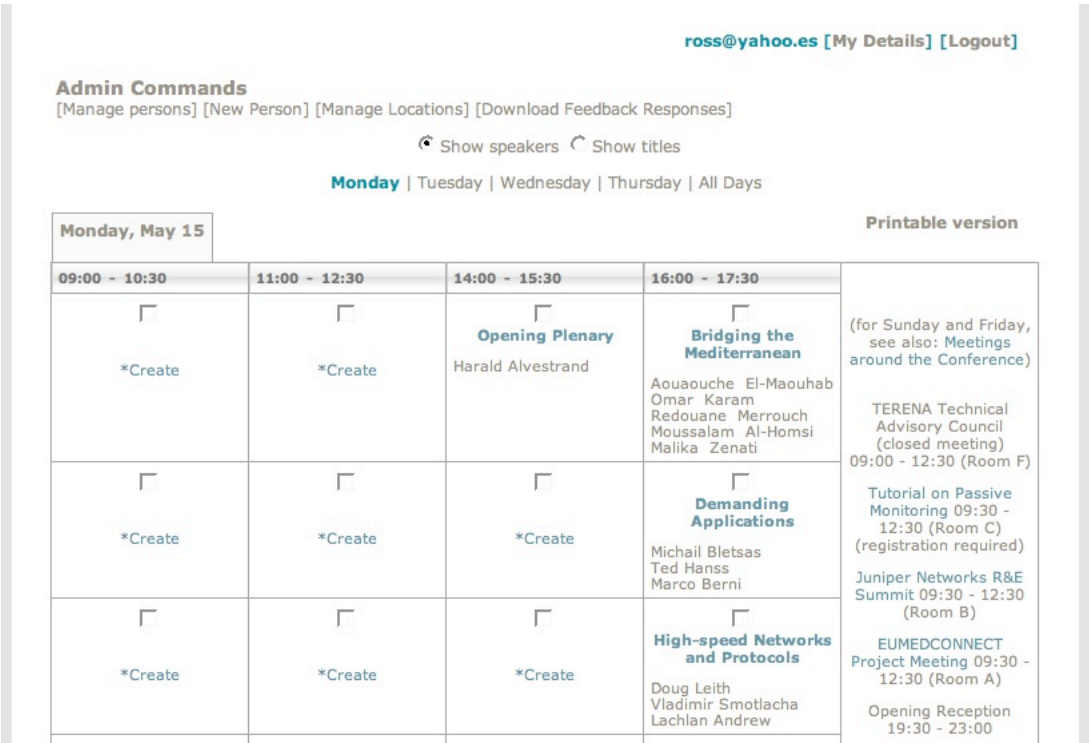 ross@yahoo.es [My Details] [Logout]
Admin Commands
[Manage persons] [New Person] [Manage Locations] [Download Feedback Responses]
Show speakers Show titles
Monday | Tuesday | Wednesday | Thursday | All Days
Monday, May 15
Printable version
09:00 - 10:30
11:00 - 12:30
14:00 - 15:30
16:00 - 17:30
*Create
*Create
Opening Plenary
Harald Alvestrand
Bridging the
Mediterranean
Aouaouche El-Maouhab
Omar Karam
Redouane Merrouch
Moussalam Al-Homsi
Malika Zenati
*Create
*Create
*Create
Demanding
Applications
Michail Bletsas
Ted Hanss
Marco Berni
*Create
*Create
*Create
High-speed Networks
and Protocols
Doug Leith
Vladimir Smotlacha
Lachlan Andrew
(for Sunday and Friday,
see also: Meetings
around the Conference)
TERENA Technical
Advisory Council
(closed meeting)
09:00 - 12:30 (Room F)
Tutorial on Passive
Monitoring 09:30 -
12:30 (Room C)
(registration required)
Juniper Networks R&E
Summit 09:30 - 12:30
(Room B)
EUMEDCONNECT
Project Meeting 09:30 -
12:30 (Room A)
Opening Reception
19:30 - 23:00